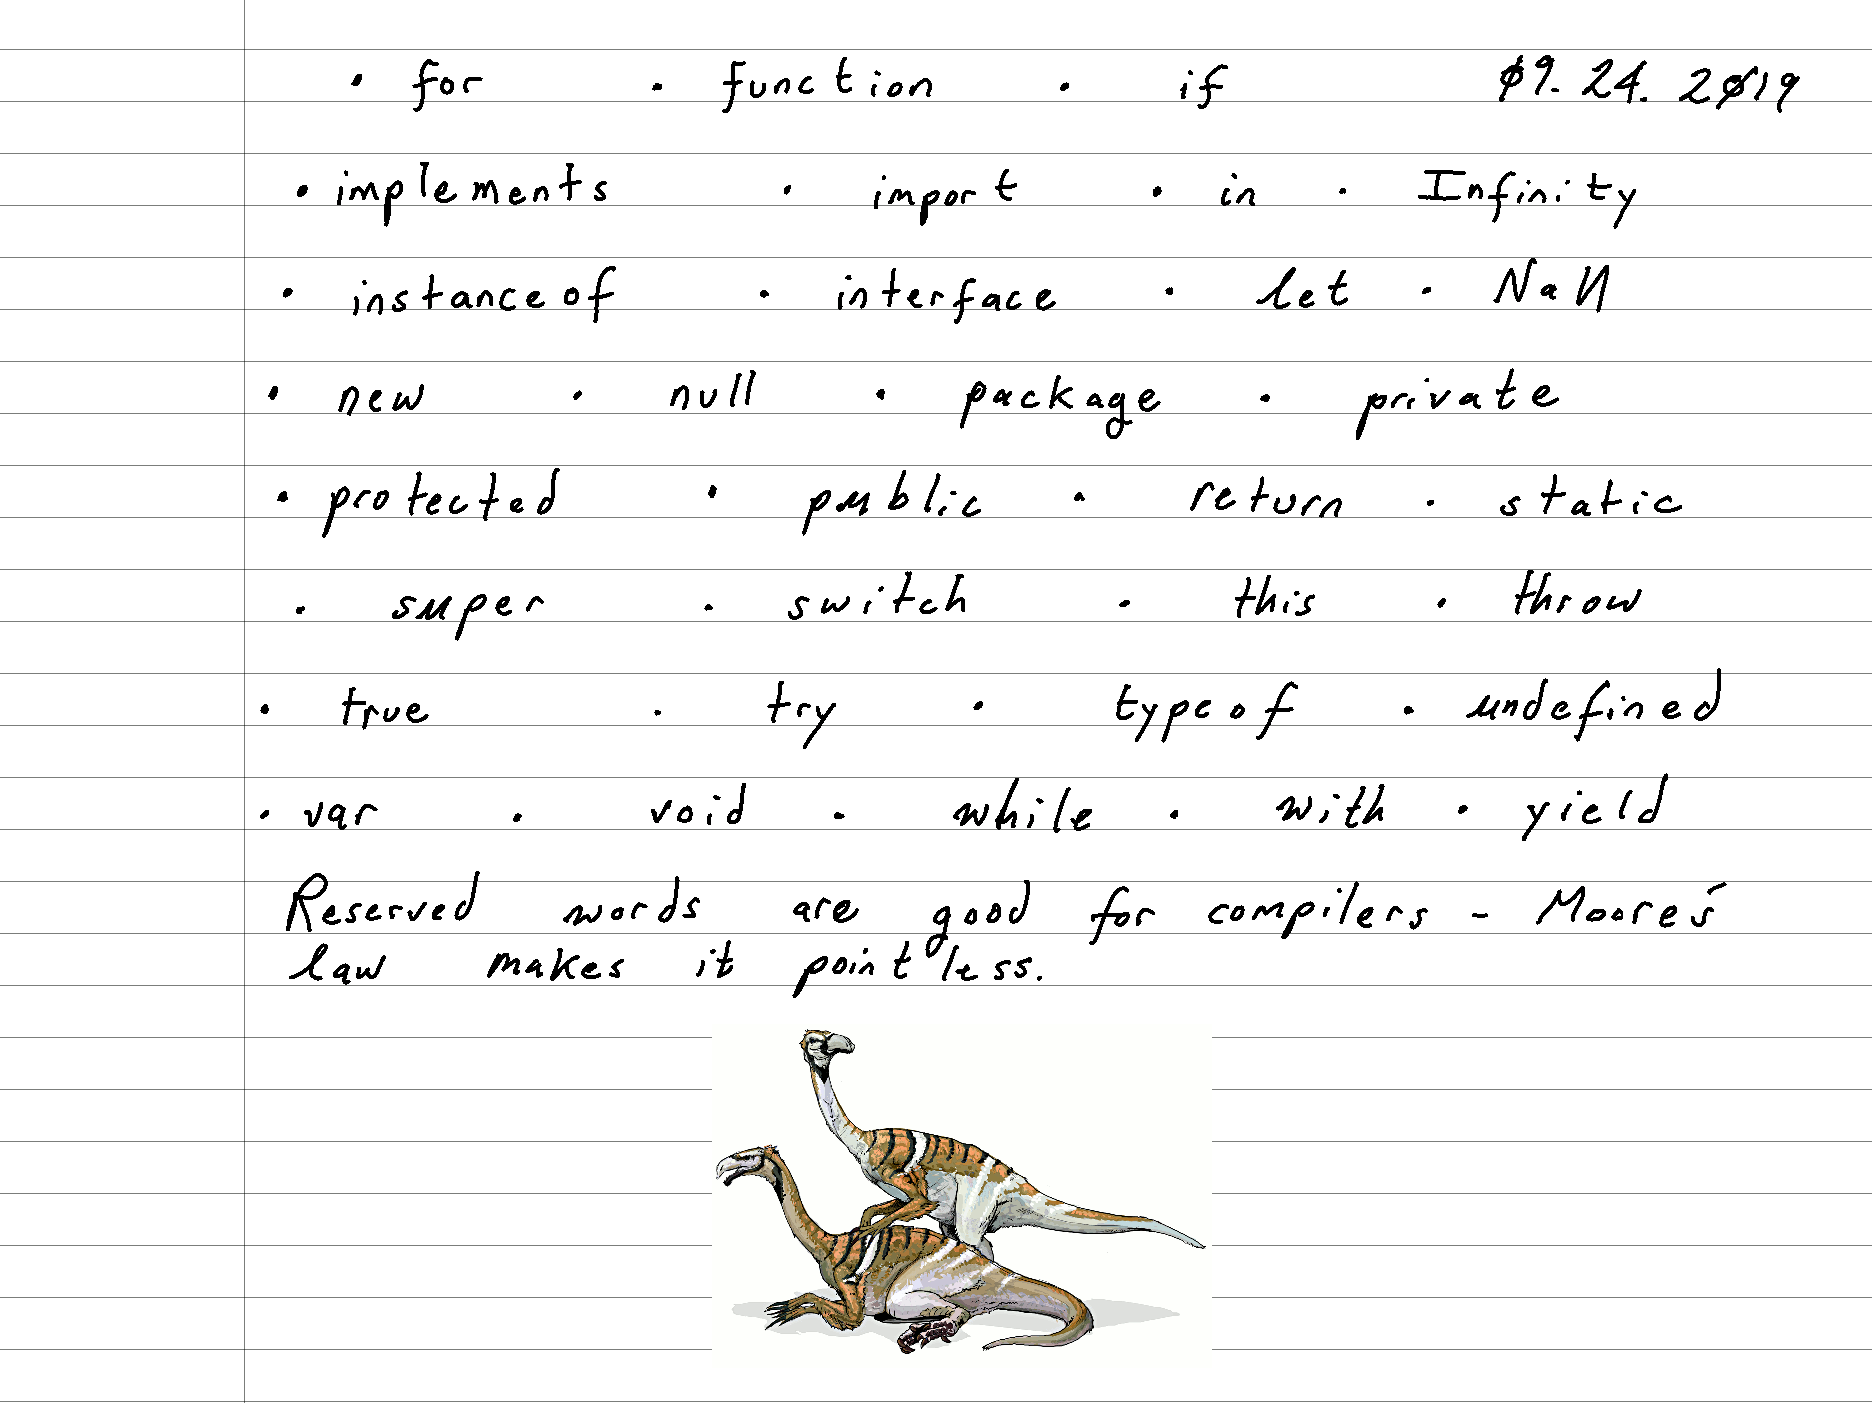 • for • function • if 09. 24. 2019
• implements • import • in • Infinity
• instanceof • interface • let • NaN
• new • null • package • private
• protected • public • return • static
• super • switch • this • throw
• true • try • typeof • undefined
• var • void • while • with • yield
Reserved words are good for compilers - Moore's
law makes it pointless.